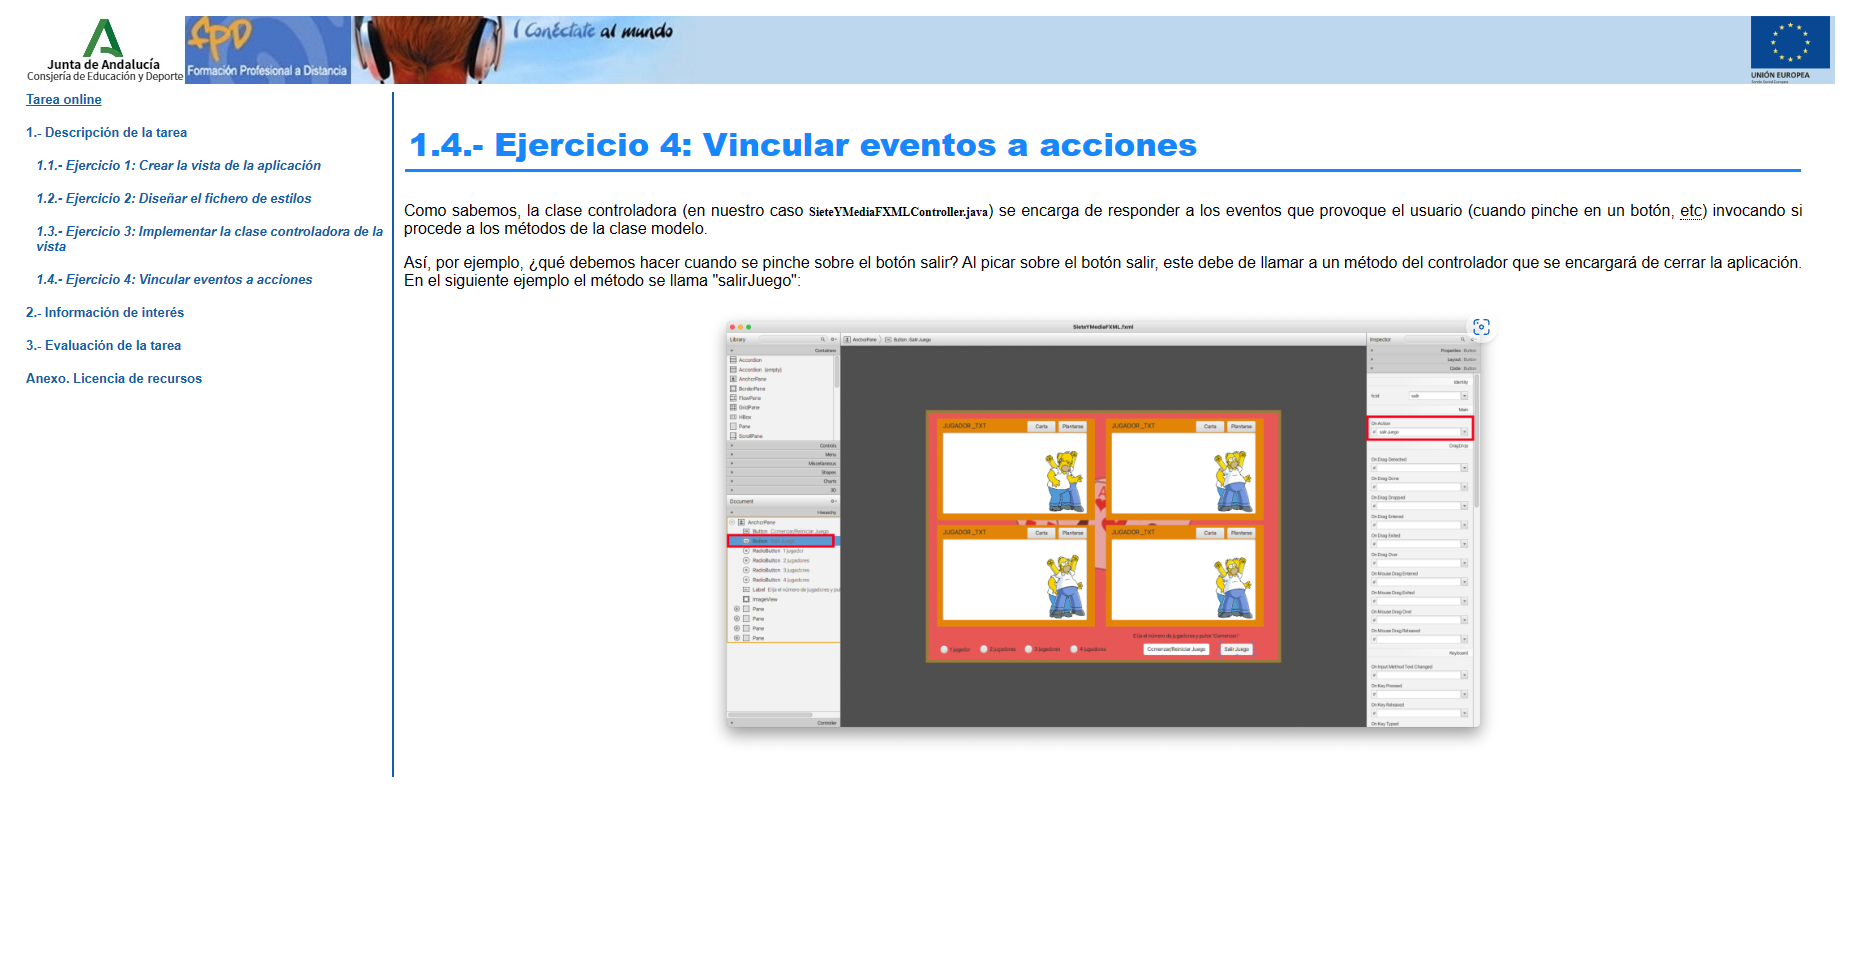 Junta de Andalucía
Consejería de Educación y Deporte
FPD
Formación Profesional a Distancia
Conéctate al mundo
UNIÓN EUROPEA
Fondo Social Europeo
Tarea online
1.- Descripción de la tarea
1.1.- Ejercicio 1: Crear la vista de la aplicación
1.2.- Ejercicio 2: Diseñar el fichero de estilos
1.3.- Ejercicio 3: Implementar la clase controladora de la
vista
1.4.- Ejercicio 4: Vincular eventos a acciones
2.- Información de interés
3.- Evaluación de la tarea
Anexo. Licencia de recursos
1.4.- Ejercicio 4: Vincular eventos a acciones
Como sabemos, la clase controladora (en nuestro caso SieteYMediaFXMLController.java) se encarga de responder a los eventos que provoque el usuario (cuando pinche en un botón, etc) invocando si
procede a los métodos de la clase modelo.
Así, por ejemplo, ¿qué debemos hacer cuando se pinche sobre el botón salir? Al picar sobre el botón salir, este debe de llamar a un método del controlador que se encargará de cerrar la aplicación.
En el siguiente ejemplo el método se llama "salirJuego":
SieteYMediaFXML.fxml
Library
Containers
Accordion
Accordion (empty)
AnchorPane
BorderPane
FlowPane
GridPane
HBox
Pane
ScrollPane
Controls
Menu
Miscellaneous
Shapes
Charts
3D
Document
Hierarchy
AnchorPane
Button Comenzar/Reiniciar Juego
Button Salir Juego
RadioButton 1 jugador
RadioButton 2 jugadores
RadioButton 3 jugadores
RadioButton 4 jugadores
Label Elija el número de jugadores y pul
ImageView
Pane
Pane
Pane
Pane
Controller
AnchorPane Button : Salir Juego
JUGADOR_TXT Carta Plantarse
JUGADOR_TXT Carta Plantarse
JUGADOR_TXT Carta Plantarse
JUGADOR_TXT Carta Plantarse
Elija el número de jugadores y pulse "Comenzar"
1 jugador 2 jugadores 3 jugadores 4 jugadores Comenzar/Reiniciar Juego Salir Juego
Inspector
Properties : Button
Layout : Button
Code : Button
Identity
fx:id salir
Main
On Action
# salirJuego
DragDrop
On Drag Detected
#
On Drag Done
#
On Drag Dropped
#
On Drag Entered
#
On Drag Exited
#
On Drag Over
#
On Mouse Drag Entered
#
On Mouse Drag Exited
#
On Mouse Drag Over
#
On Mouse Drag Released
#
Keyboard
On Input Method Text Changed
#
On Key Pressed
#
On Key Released
#
On Key Typed